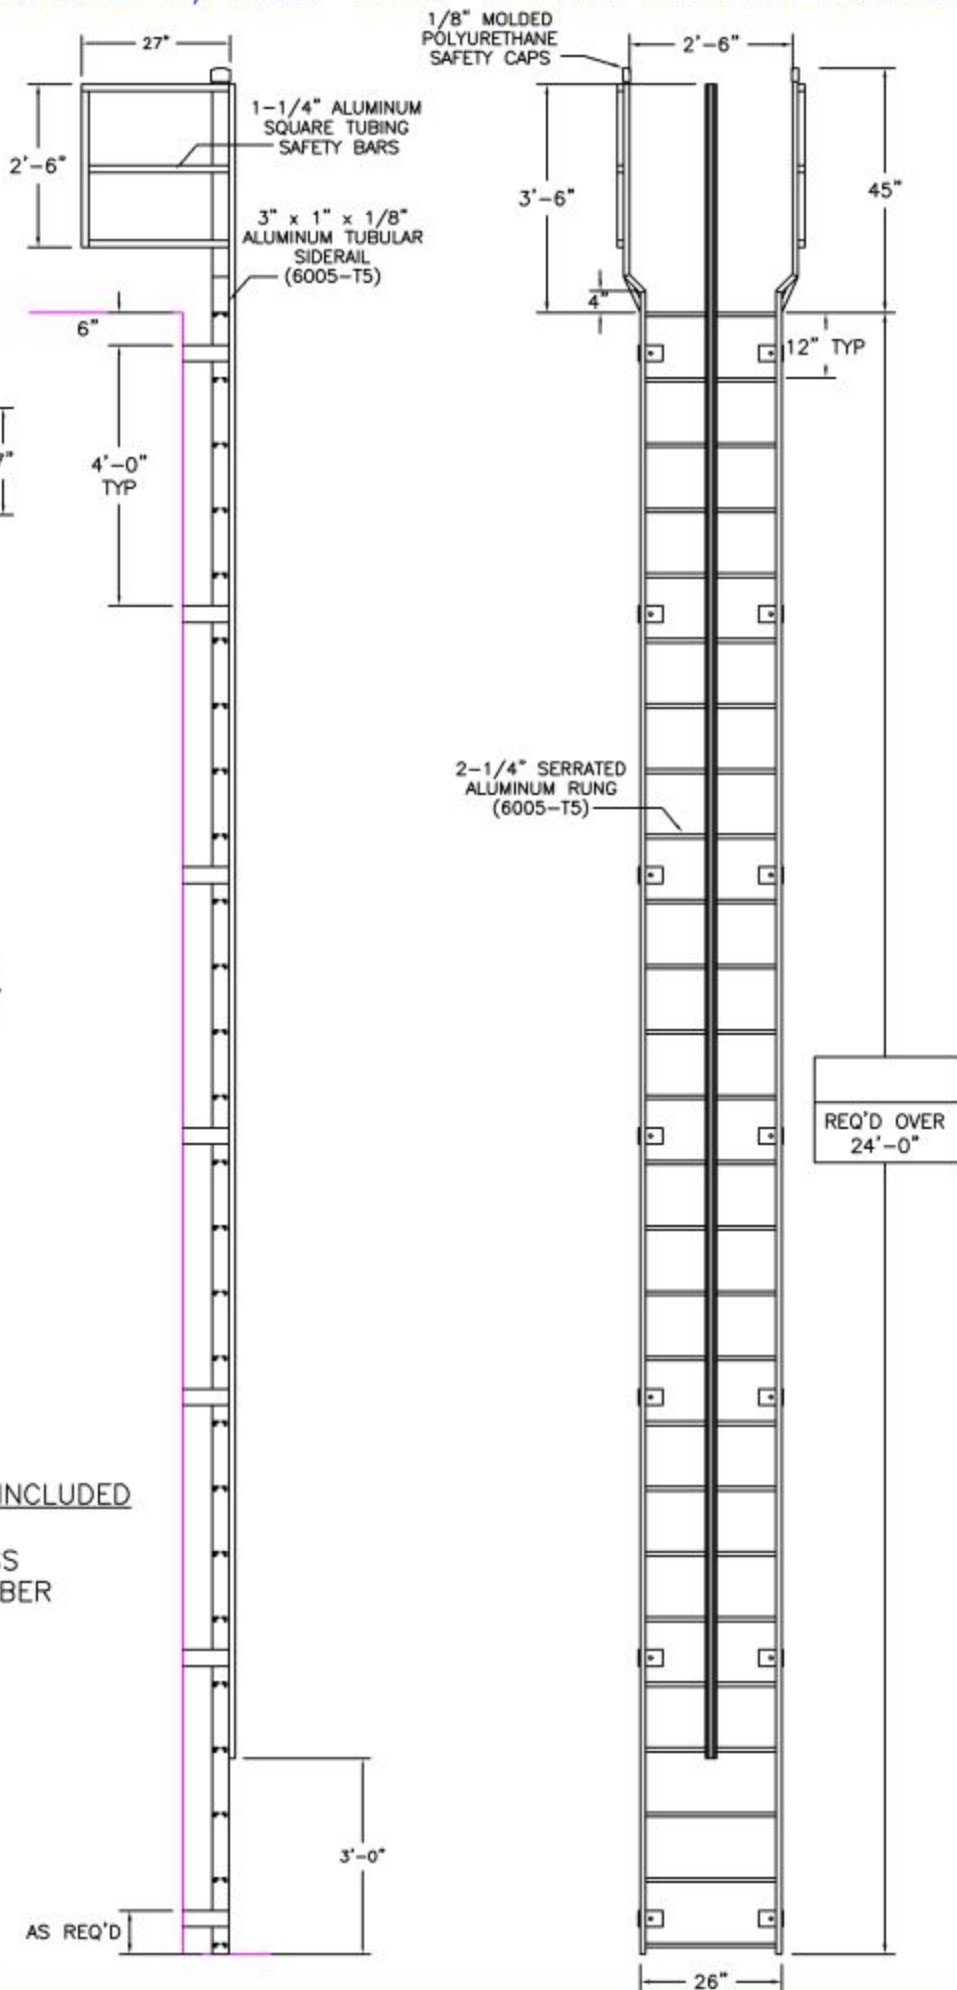 27"
1/8" MOLDED
POLYURETHANE
SAFETY CAPS
2'-6"
1-1/4" ALUMINUM
SQUARE TUBING
SAFETY BARS
2'-6"
3'-6"
45"
3" x 1" x 1/8"
ALUMINUM TUBULAR
SIDERAIL
(6005-T5)
4"
6"
12" TYP
4'-0"
TYP
2-1/4" SERRATED
ALUMINUM RUNG
(6005-T5)
REQ'D OVER
24'-0"
INCLUDED
3'-0"
AS REQ'D
26"